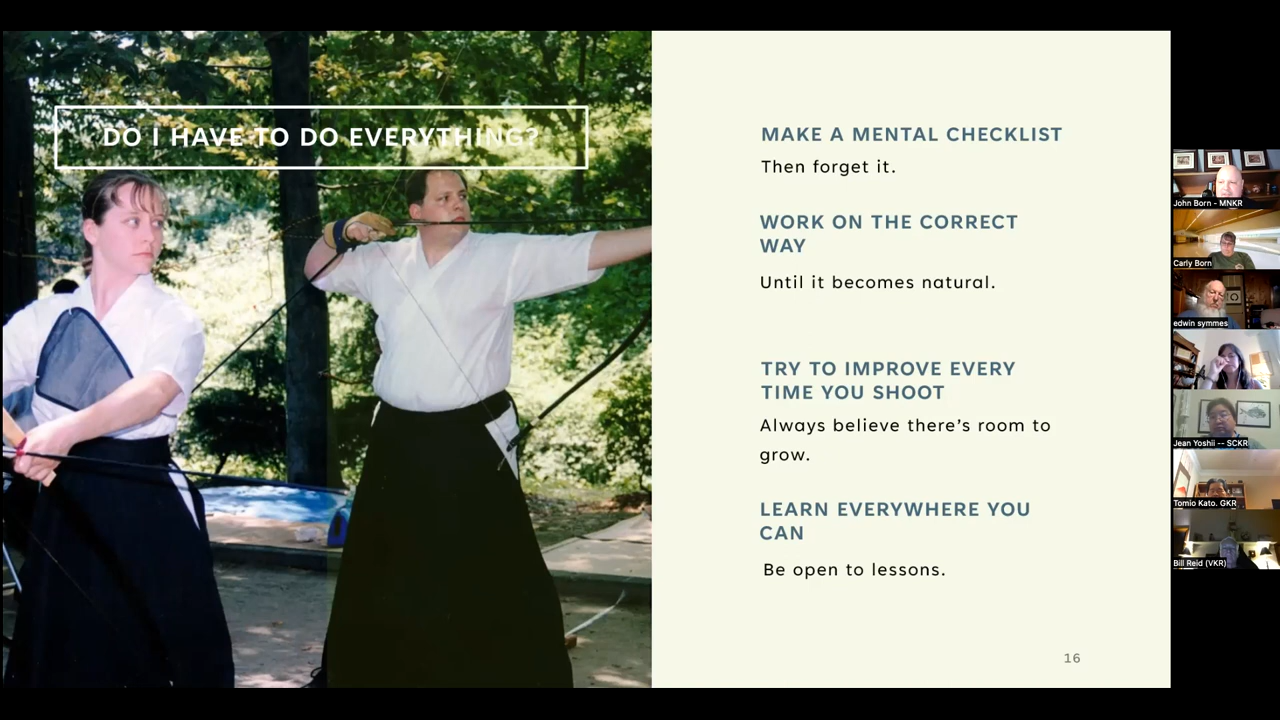 DO I HAVE TO DO EVERYTHING?
MAKE A MENTAL CHECKLIST
Then forget it.
WORK ON THE CORRECT
WAY
Until it becomes natural.
TRY TO IMPROVE EVERY
TIME YOU SHOOT
Always believe there's room to
grow.
LEARN EVERYWHERE YOU
CAN
Be open to lessons.
16
John Born - MNKR
Carly Born
edwin symmes
Jean Yoshii -- SCKR
Tomio Kato. GKR
Bill Reid (VKR)